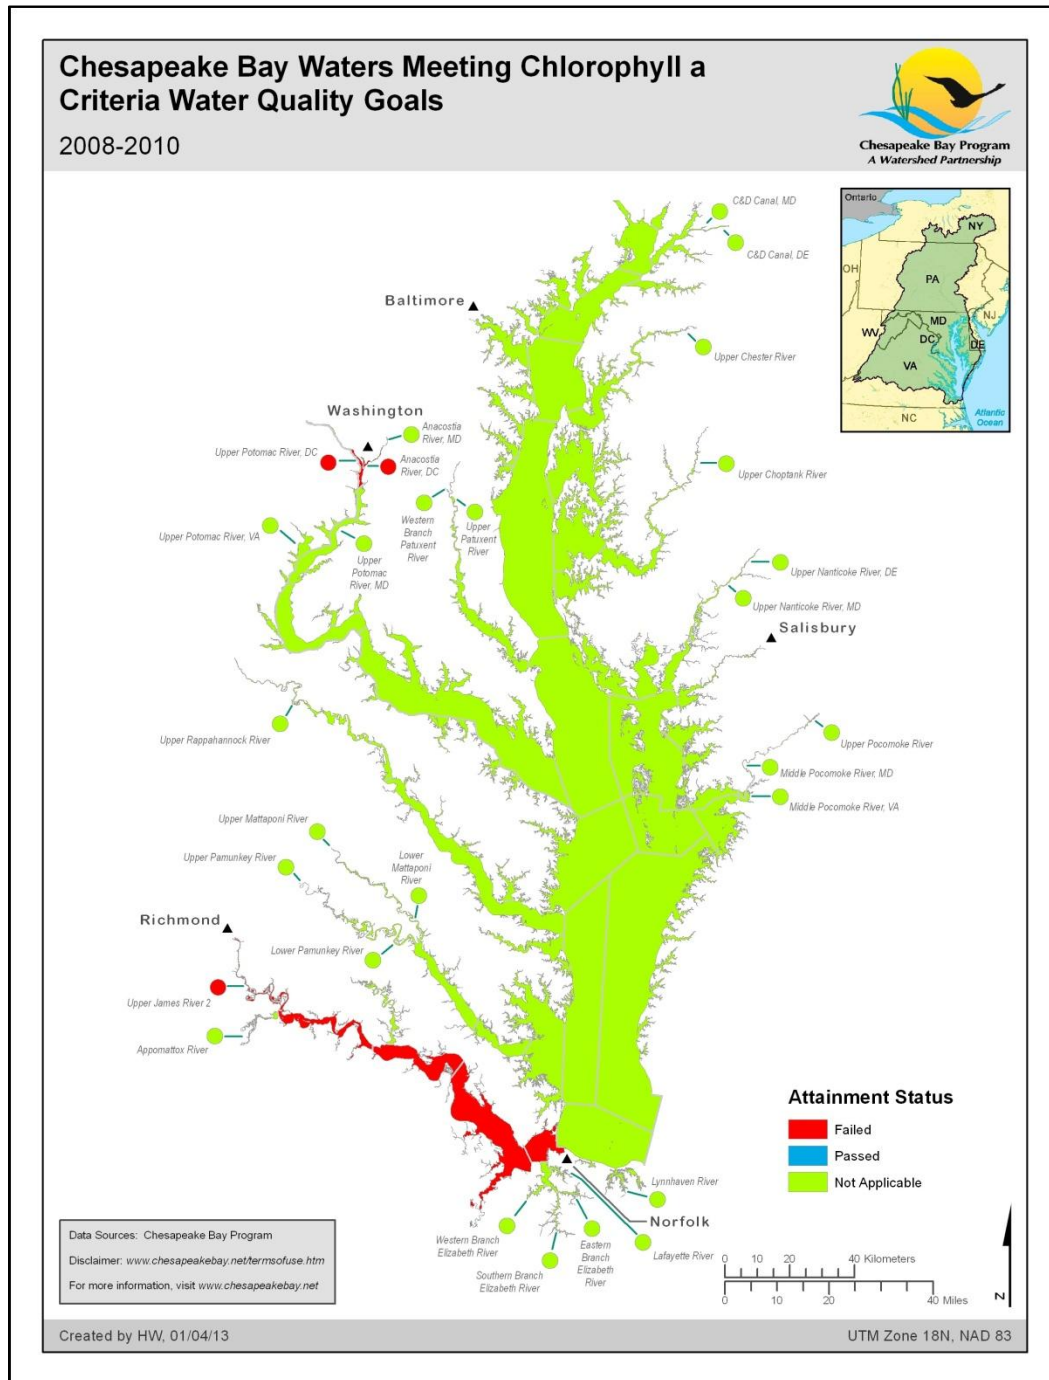 Chesapeake Bay Waters Meeting Chlorophyll a
Criteria Water Quality Goals
2008-2010
Chesapeake Bay Program
A Watershed Partnership
Ontario
NY
OH
PA
NJ
MD
WV
DC
DE
VA
NC
Atlantic
Ocean
C&D Canal, MD
C&D Canal, DE
Baltimore
Upper Chester River
Washington
Anacostia
River, MD
Upper Potomac River, DC
Anacostia
River, DC
Upper Choptank River
Western
Branch
Patuxent
River
Upper
Patuxent
River
Upper Potomac River, VA
Upper
Potomac
River, MD
Upper Nanticoke River, DE
Upper Nanticoke River, MD
Salisbury
Upper Rappahannock River
Upper Pocomoke River
Middle Pocomoke River, MD
Middle Pocomoke River, VA
Upper Mattaponi River
Upper Pamunkey River
Lower
Mattaponi
River
Richmond
Lower Pamunkey River
Upper James River 2
Appomattox River
Attainment Status
Failed
Passed
Not Applicable
Lynnhaven River
Norfolk
Western Branch
Elizabeth River
Southern Branch
Elizabeth River
Eastern
Branch
Elizabeth
River
Lafayette River
Data Sources: Chesapeake Bay Program
Disclaimer: www.chesapeakebay.net/termsofuse.htm
For more information, visit www.chesapeakebay.net
0 10 20 40 Kilometers
0 10 20 40 Miles
N
Created by HW, 01/04/13
UTM Zone 18N, NAD 83